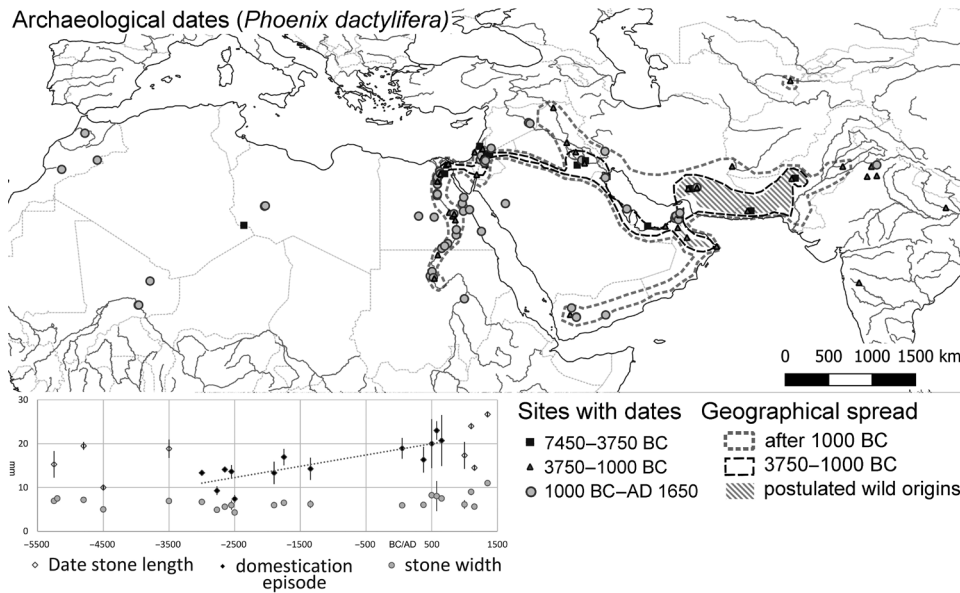 Archaeological dates (Phoenix dactylifera)
0 500 1000 1500 km
30
20
mm
10
0
−5500 −4500 −3500 −2500 −1500 −500 BC/AD 500 1500
Date stone length domestication episode stone width
Sites with dates
7450–3750 BC
3750–1000 BC
1000 BC–AD 1650
Geographical spread
after 1000 BC
3750–1000 BC
postulated wild origins